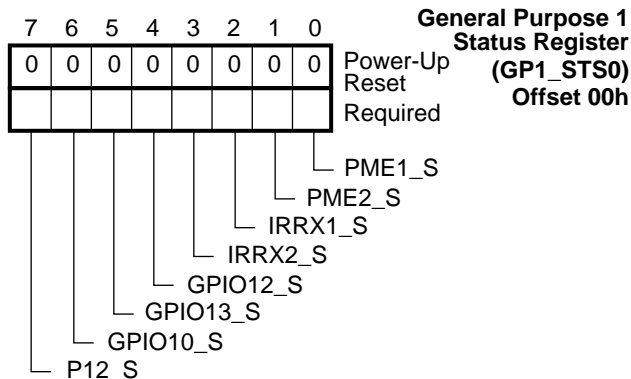 General Purpose 1
Status Register
(GP1_STS0)
Offset 00h
7 6 5 4 3 2 1 0
0 0 0 0 0 0 0 0 Power-Up
Reset
Required
PME1_S
PME2_S
IRRX1_S
IRRX2_S
GPIO12_S
GPIO13_S
GPIO10_S
P12_S